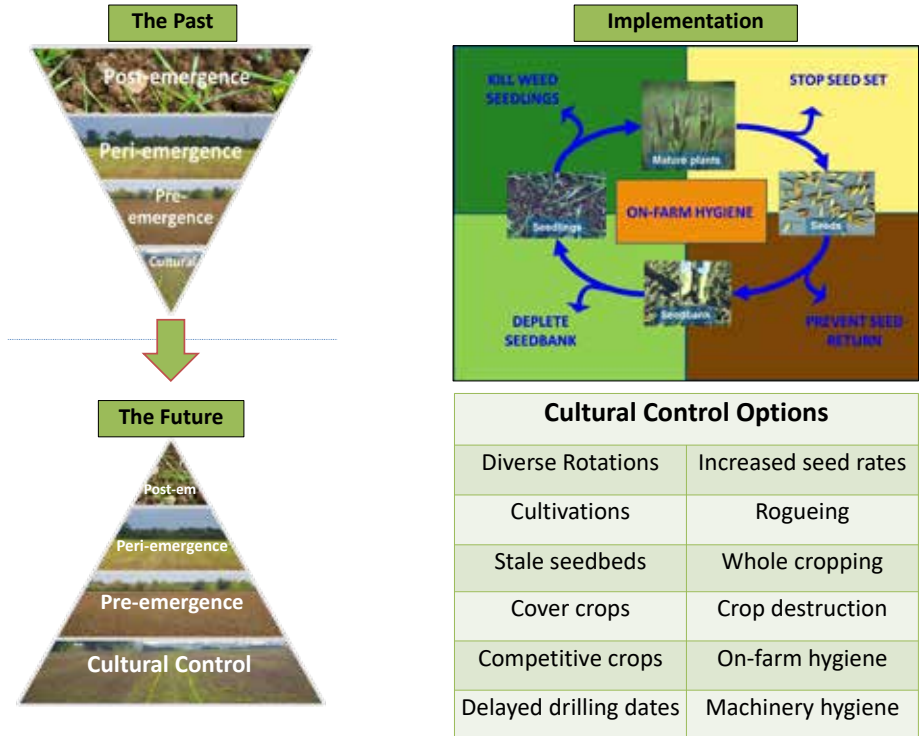 The Past
Post-emergence
Peri-emergence
Pre-
emergence
Cultural
The Future
Post-em
Peri-emergence
Pre-emergence
Cultural Control
Implementation
KILL WEED
SEEDLINGS
STOP SEED SET
Mature plants
Seedlings
ON-FARM HYGIENE
Seeds
Seedbank
DEPLETE
SEEDBANK
PREVENT SEED
RETURN
Cultural Control Options
Diverse Rotations
Increased seed rates
Cultivations
Rogueing
Stale seedbeds
Whole cropping
Cover crops
Crop destruction
Competitive crops
On-farm hygiene
Delayed drilling dates
Machinery hygiene